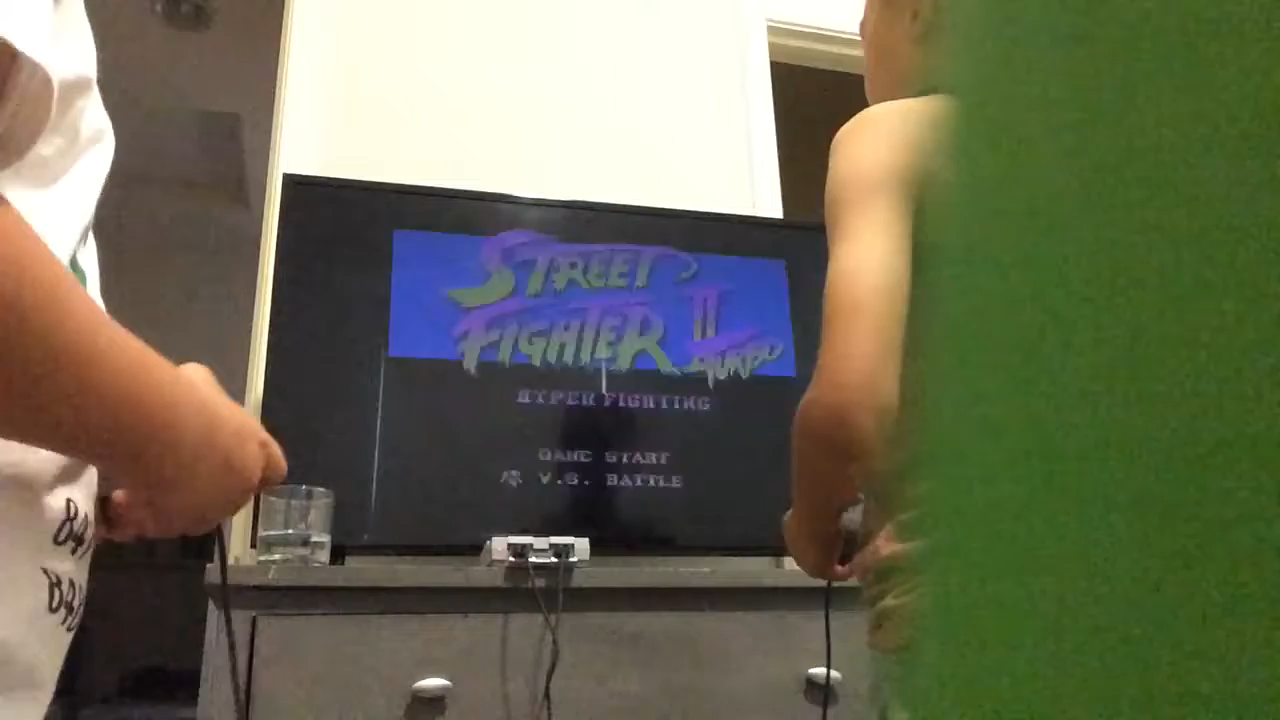 STREET
FIGHTER II
TURBO
HYPER FIGHTING
GAME START
V.S. BATTLE